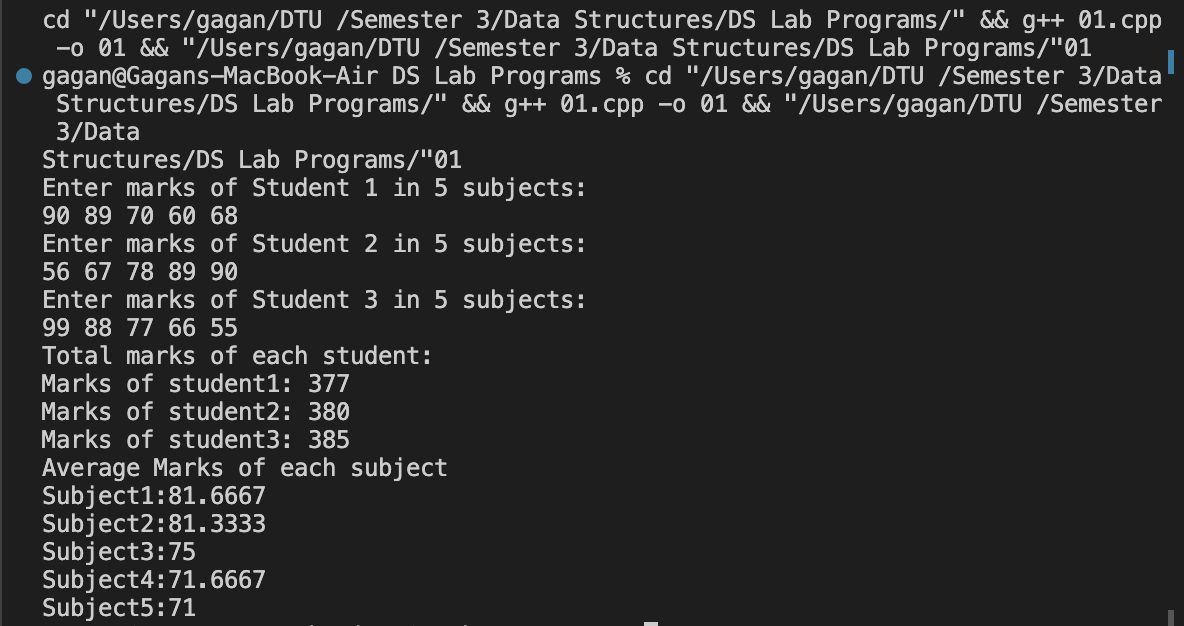 cd "/Users/gagan/DTU /Semester 3/Data Structures/DS Lab Programs/" && g++ 01.cpp
-o 01 && "/Users/gagan/DTU /Semester 3/Data Structures/DS Lab Programs/"01
gagan@Gagans-MacBook-Air DS Lab Programs % cd "/Users/gagan/DTU /Semester 3/Data
Structures/DS Lab Programs/" && g++ 01.cpp -o 01 && "/Users/gagan/DTU /Semester
3/Data
Structures/DS Lab Programs/"01
Enter marks of Student 1 in 5 subjects:
90 89 70 60 68
Enter marks of Student 2 in 5 subjects:
56 67 78 89 90
Enter marks of Student 3 in 5 subjects:
99 88 77 66 55
Total marks of each student:
Marks of student1: 377
Marks of student2: 380
Marks of student3: 385
Average Marks of each subject
Subject1:81.6667
Subject2:81.3333
Subject3:75
Subject4:71.6667
Subject5:71